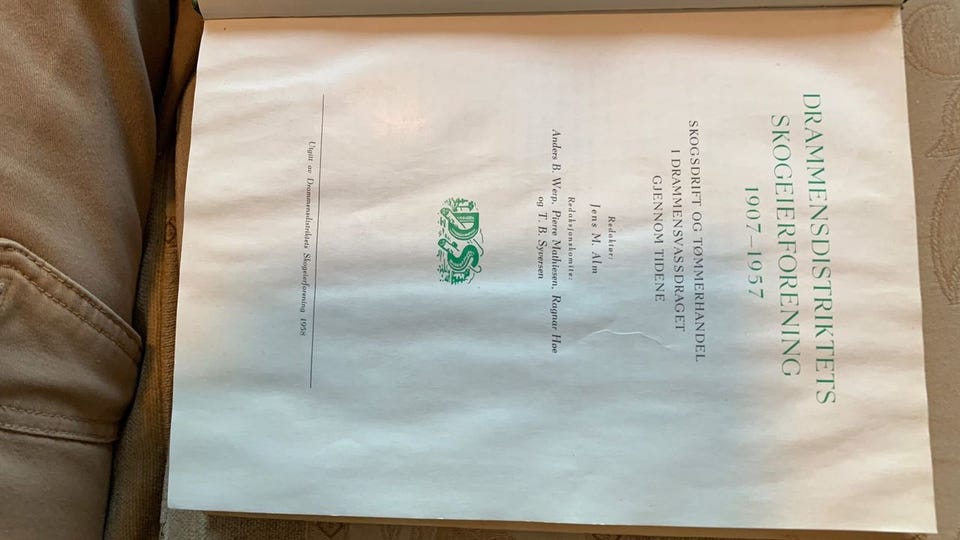 DRAMMENSDISTRIKTETS
SKOGEIERFORENING
1907–1957
SKOGSDRIFT OG TØMMERHANDEL
I DRAMMENSVASSDRAGET
GJENNOM TIDENE
Redaktør:
Jens M. Alm
Redaksjonskomite:
Anders B. Werp, Pierre Mathiesen, Ragnar Hoe
og T. B. Syversen
DS
Utgitt av Drammensdistriktets Skogeierforening 1958